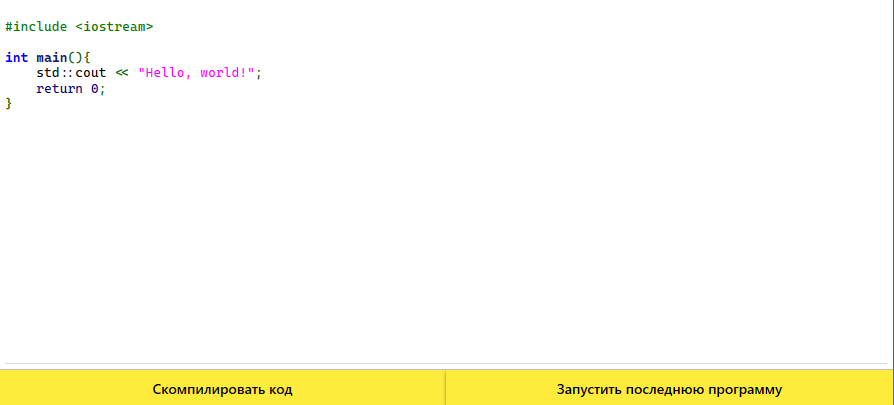 #include <iostream>
int main(){
    std::cout << "Hello, world!";
    return 0;
}
Скомпилировать код
Запустить последнюю программу